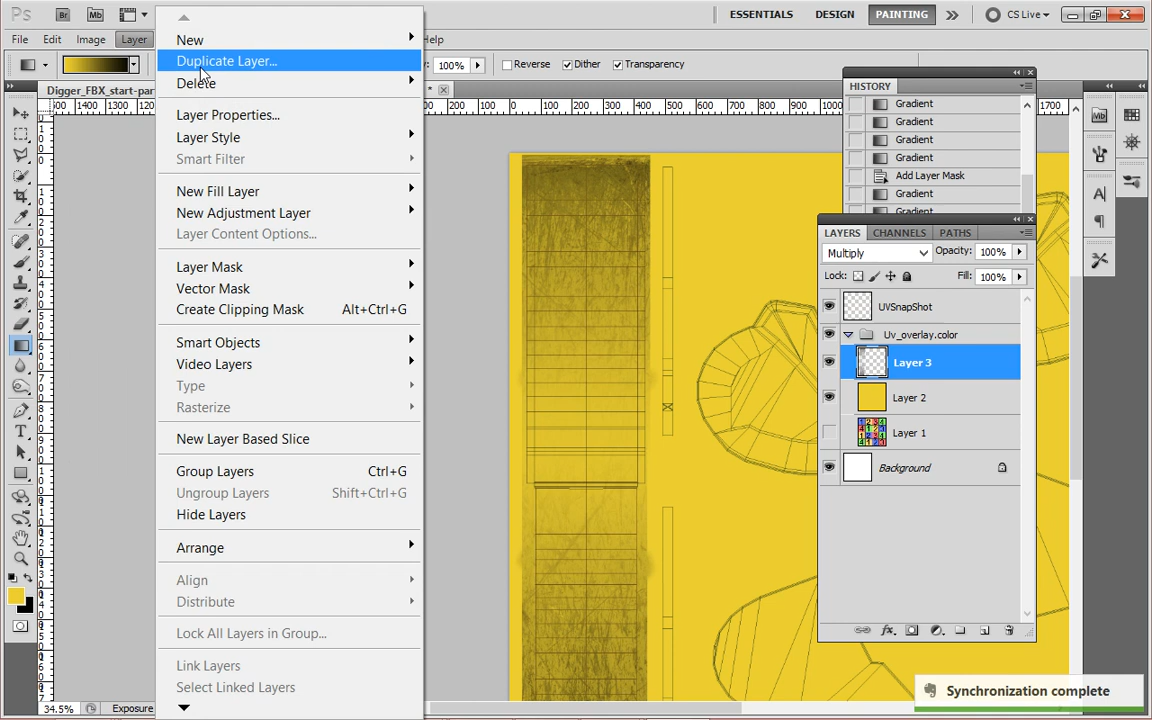 Ps Br Mb ESSENTIALS DESIGN PAINTING CS Live
File Edit Image Layer Help
100% Reverse Dither Transparency
Digger_FBX_start-par
New
Duplicate Layer...
Delete
Layer Properties...
Layer Style
Smart Filter
New Fill Layer
New Adjustment Layer
Layer Content Options...
Layer Mask
Vector Mask
Create Clipping Mask Alt+Ctrl+G
Smart Objects
Video Layers
Type
Rasterize
New Layer Based Slice
Group Layers Ctrl+G
Ungroup Layers Shift+Ctrl+G
Hide Layers
Arrange
Align
Distribute
Lock All Layers in Group...
Link Layers
Select Linked Layers
HISTORY
Gradient
Gradient
Gradient
Gradient
Add Layer Mask
Gradient
Gradient
LAYERS CHANNELS PATHS
Multiply Opacity: 100%
Lock: Fill: 100%
UVSnapShot
Uv_overlay.color
Layer 3
Layer 2
Layer 1
Background
34.5% Exposure
Synchronization complete